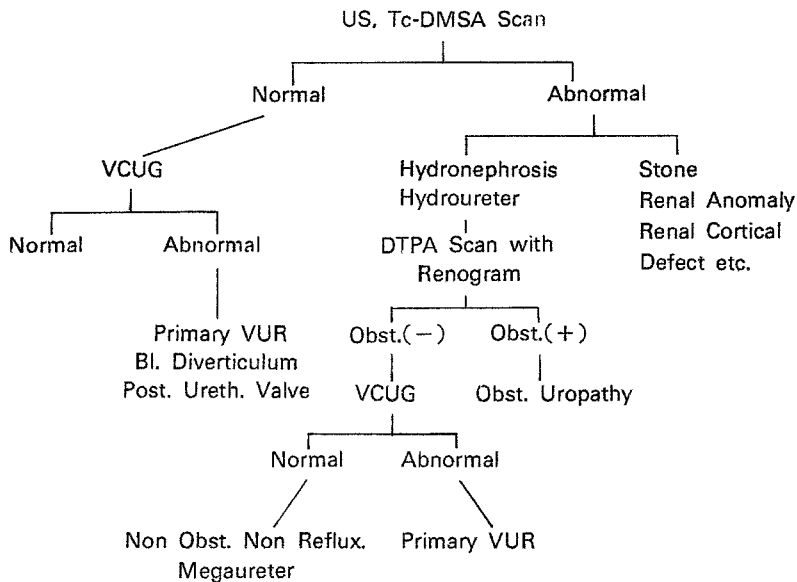 US, Tc-DMSA Scan
Normal
Abnormal
VCUG
Hydronephrosis
Hydroureter
Stone
Renal Anomaly
Renal Cortical
Defect etc.
Normal
Abnormal
DTPA Scan with
Renogram
Primary VUR
Bl. Diverticulum
Post. Ureth. Valve
Obst.(−)
Obst.(+)
VCUG
Obst. Uropathy
Normal
Abnormal
Non Obst. Non Reflux.
Megaureter
Primary VUR